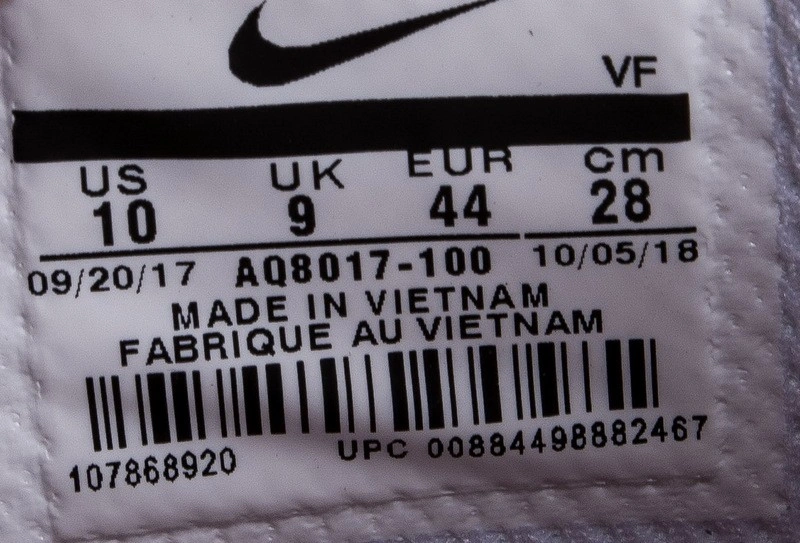 VF
US UK EUR cm
10 9 44 28
09/20/17 AQ8017-100 10/05/18
MADE IN VIETNAM
FABRIQUE AU VIETNAM
107868920 UPC 00884498882467